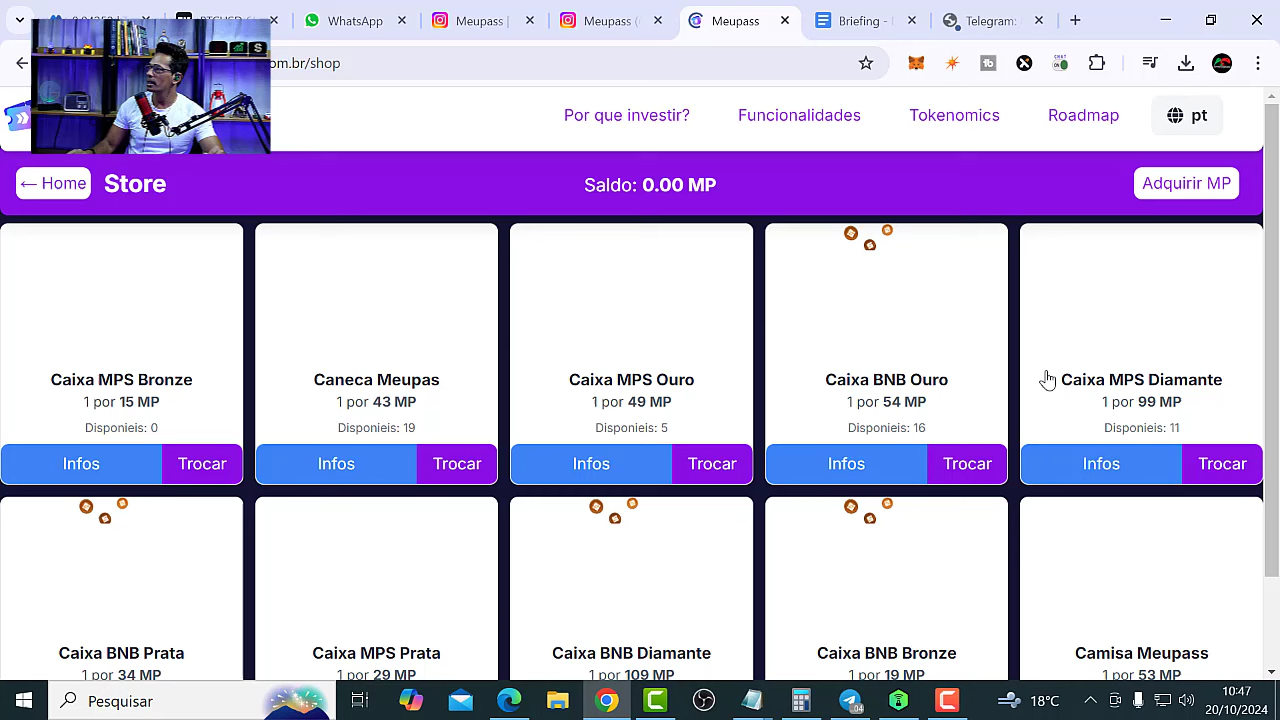 WhatsApp
Meupass |
Meupass (
Meupass
Briefing -
Telegram
om.br/shop
Por que investir?
Funcionalidades
Tokenomics
Roadmap
pt
← Home
Store
Saldo: 0.00 MP
Adquirir MP
Caixa MPS Bronze
1 por 15 MP
Disponieis: 0
Infos
Trocar
Caneca Meupas
1 por 43 MP
Disponieis: 19
Infos
Trocar
Caixa MPS Ouro
1 por 49 MP
Disponieis: 5
Infos
Trocar
Caixa BNB Ouro
1 por 54 MP
Disponieis: 16
Infos
Trocar
Caixa MPS Diamante
1 por 99 MP
Disponieis: 11
Infos
Trocar
Caixa BNB Prata
1 por 34 MP
Caixa MPS Prata
1 por 29 MP
Caixa BNB Diamante
1 por 109 MP
Caixa BNB Bronze
1 por 19 MP
Camisa Meupass
1 por 53 MP
Pesquisar
18°C
10:47
20/10/2024